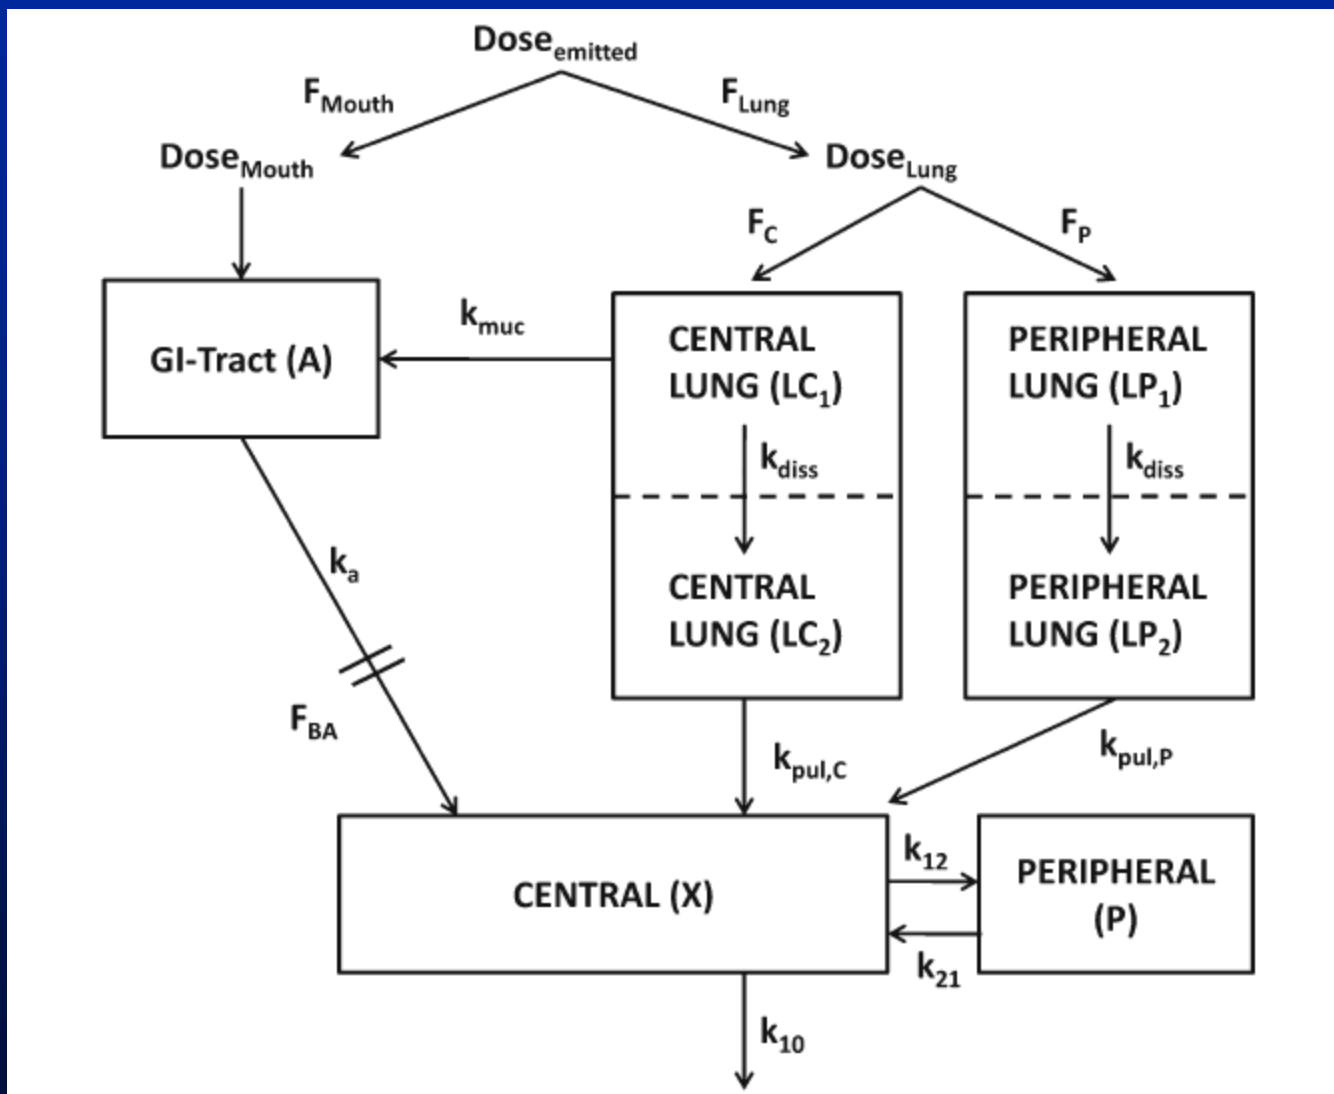 Dose_emitted
F_Mouth
F_Lung
Dose_Mouth
Dose_Lung
F_C
F_P
GI-Tract (A)
k_muc
CENTRAL
LUNG (LC_1)
k_diss
CENTRAL
LUNG (LC_2)
PERIPHERAL
LUNG (LP_1)
k_diss
PERIPHERAL
LUNG (LP_2)
k_a
F_BA
k_pul,C
k_pul,P
CENTRAL (X)
k_12
k_21
PERIPHERAL
(P)
k_10